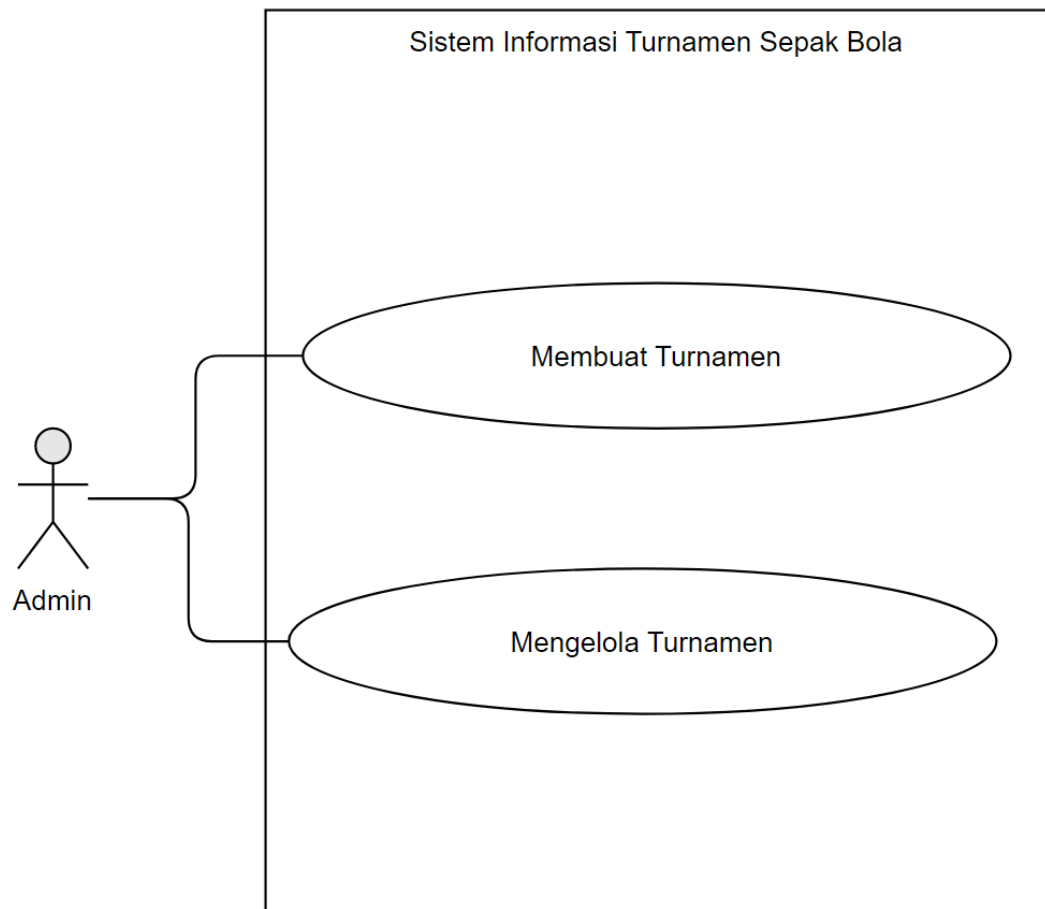 Sistem Informasi Turnamen Sepak Bola
Membuat Turnamen
Admin
Mengelola Turnamen